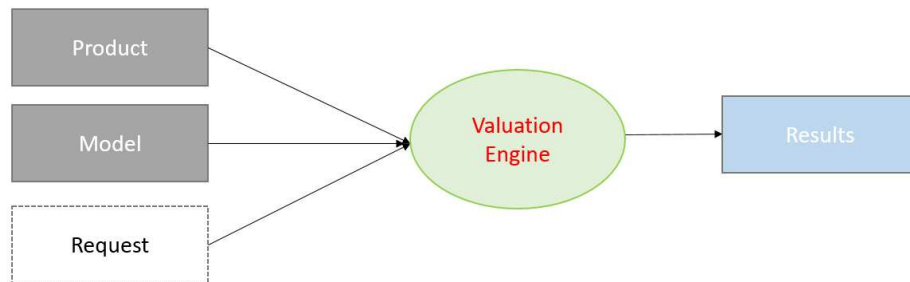 Product
Model
Request
Valuation
Engine
Results